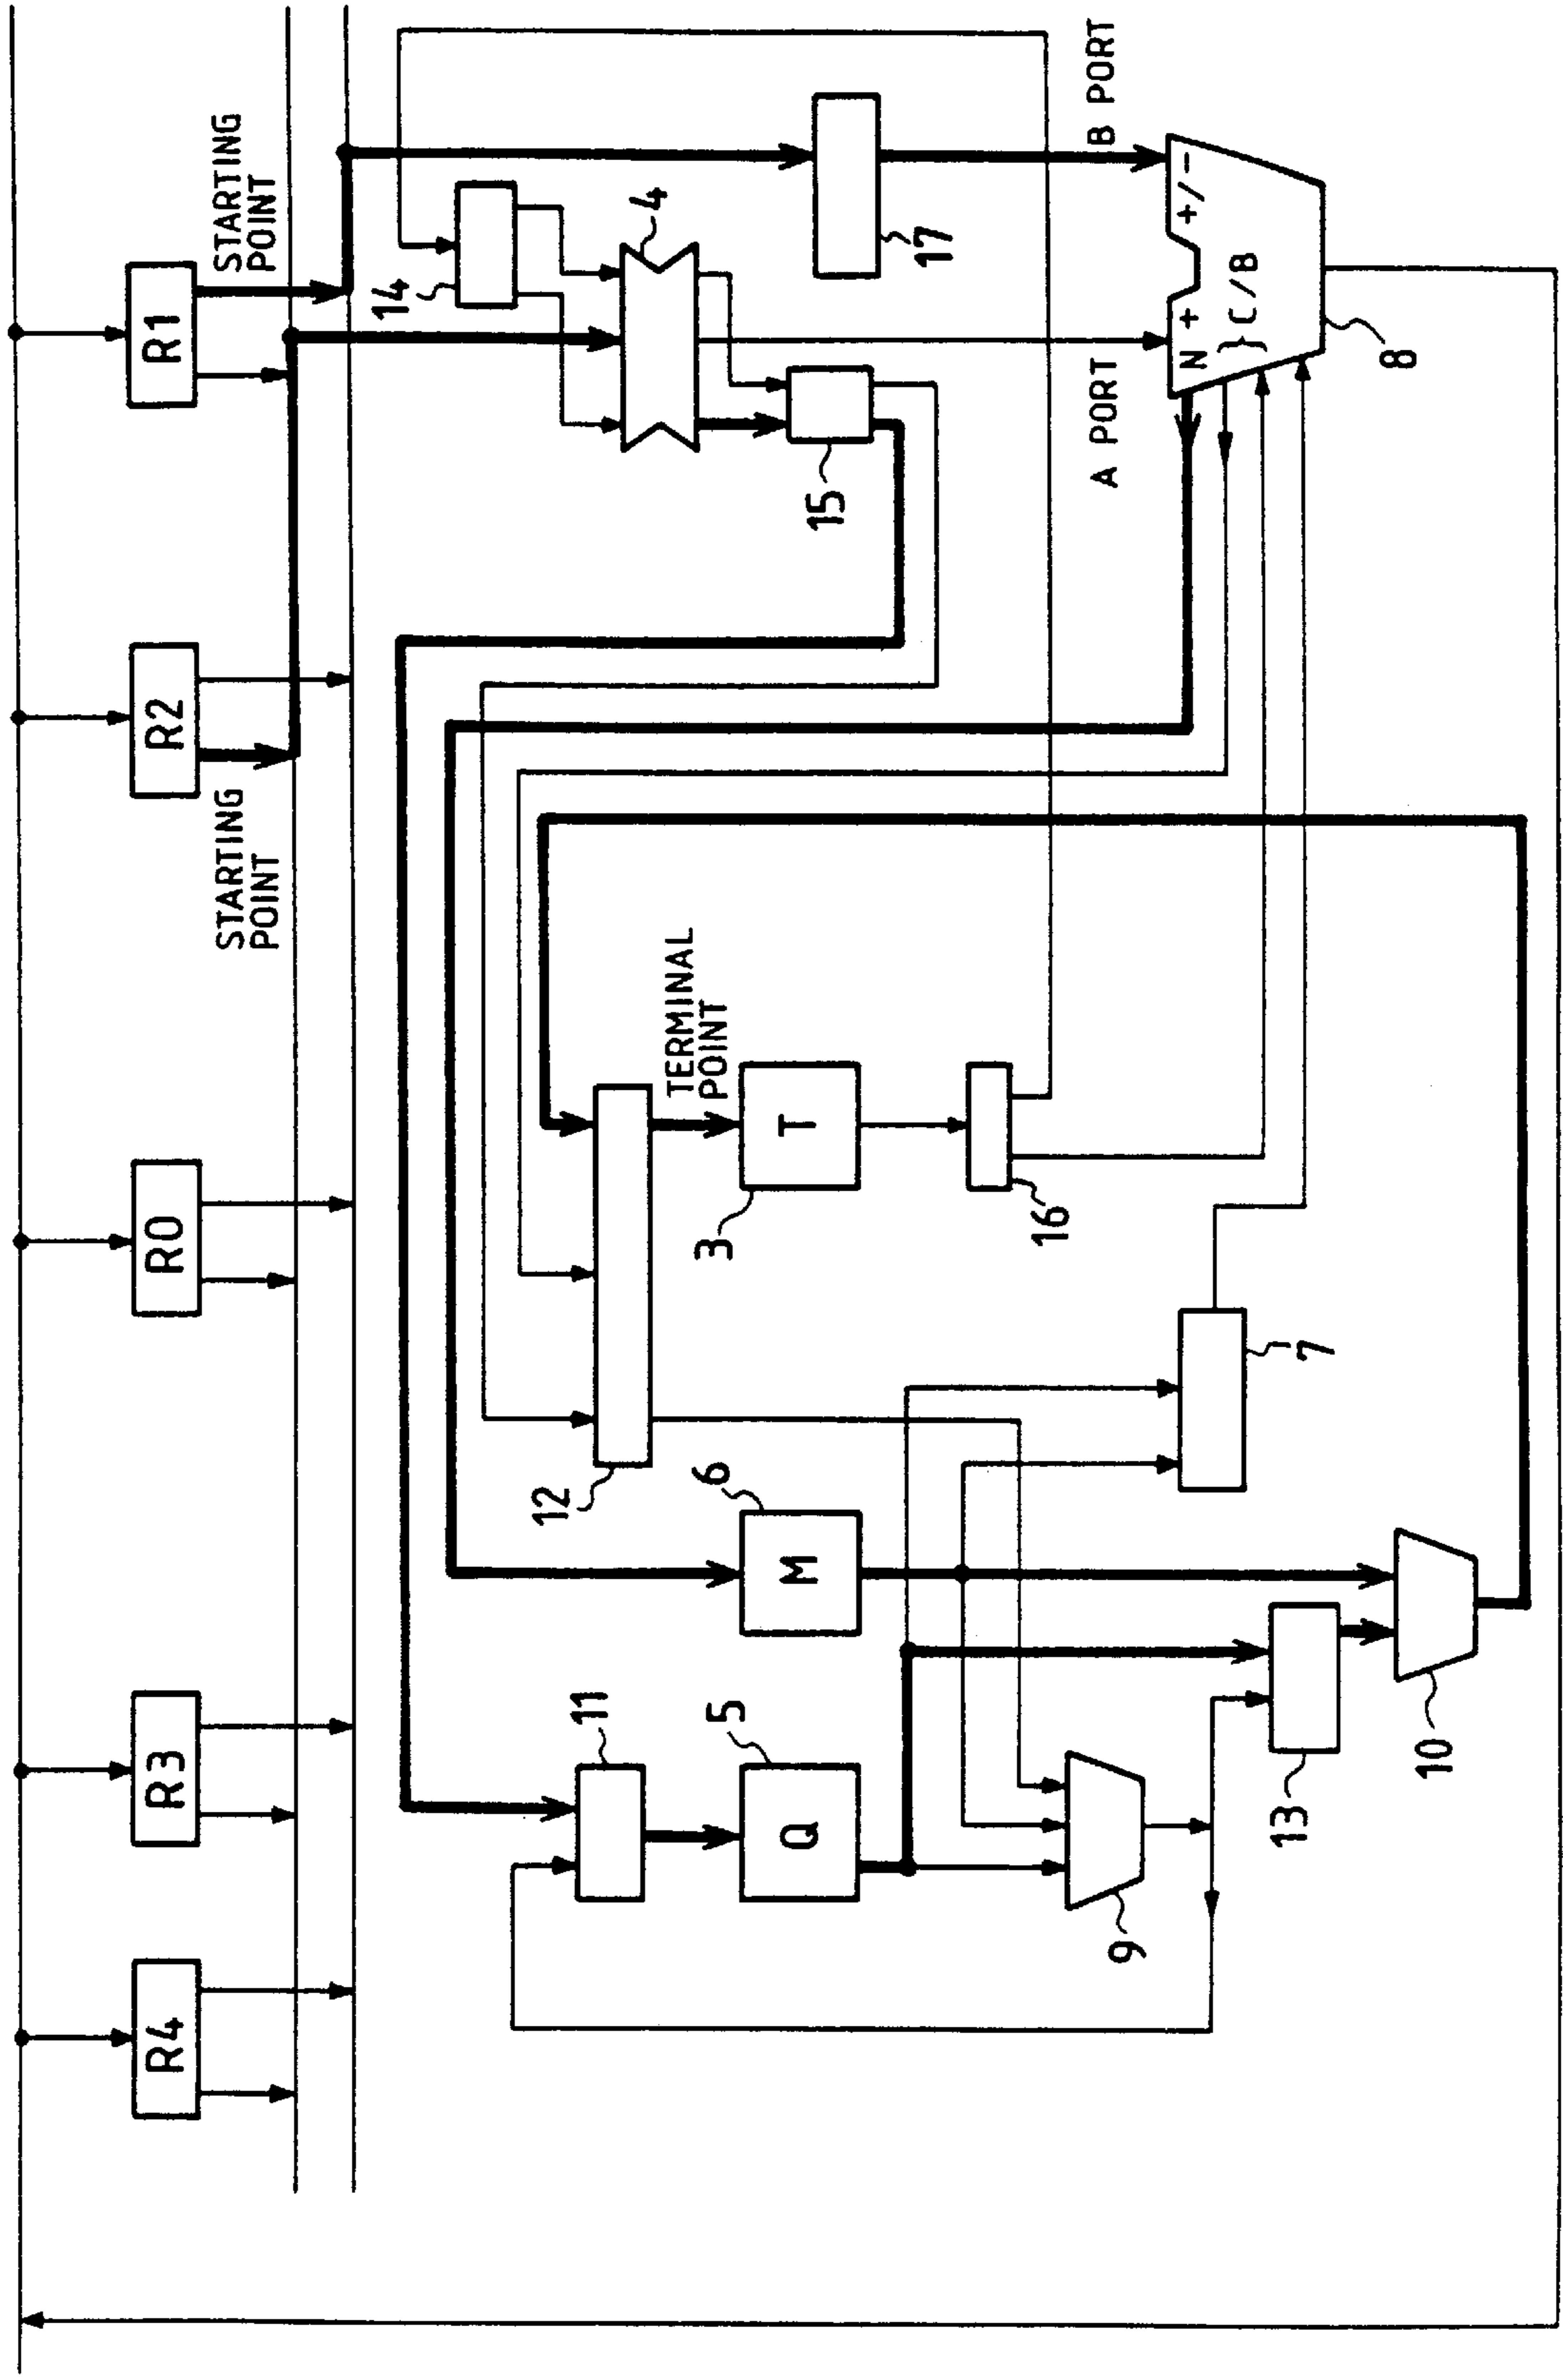 R4
R3
R0
R2
R1
STARTING
POINT
STARTING
POINT
14
12
11
4
TERMINAL
POINT
5
6
3
Q
M
T
15
17
16
9
A PORT
B PORT
N + +/-
} C/B
13
7
8
10